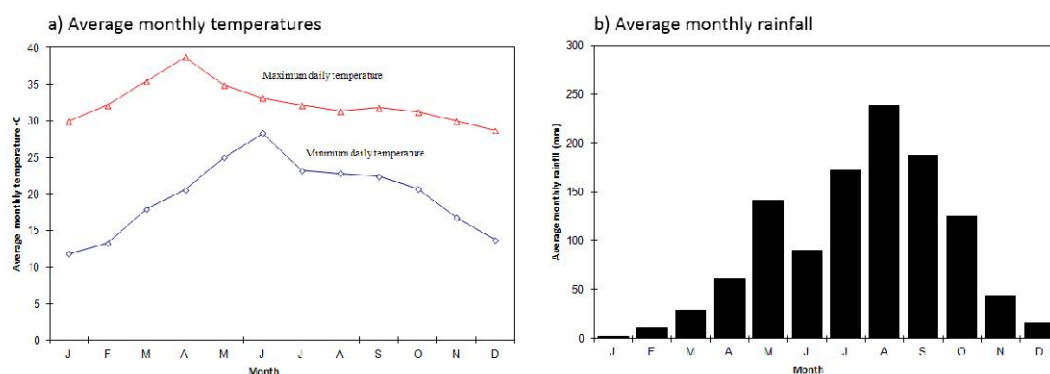 a) Average monthly temperatures
40
35
30
25
20
15
10
5
0
Average monthly temperature ◦C
Maximum daily temperature
Minimum daily temperature
J F M A M J J A S O N D
Month
b) Average monthly rainfall
300
250
200
150
100
50
0
Average monthly rainfll (mm)
J F M A M J J A S O N D
Month